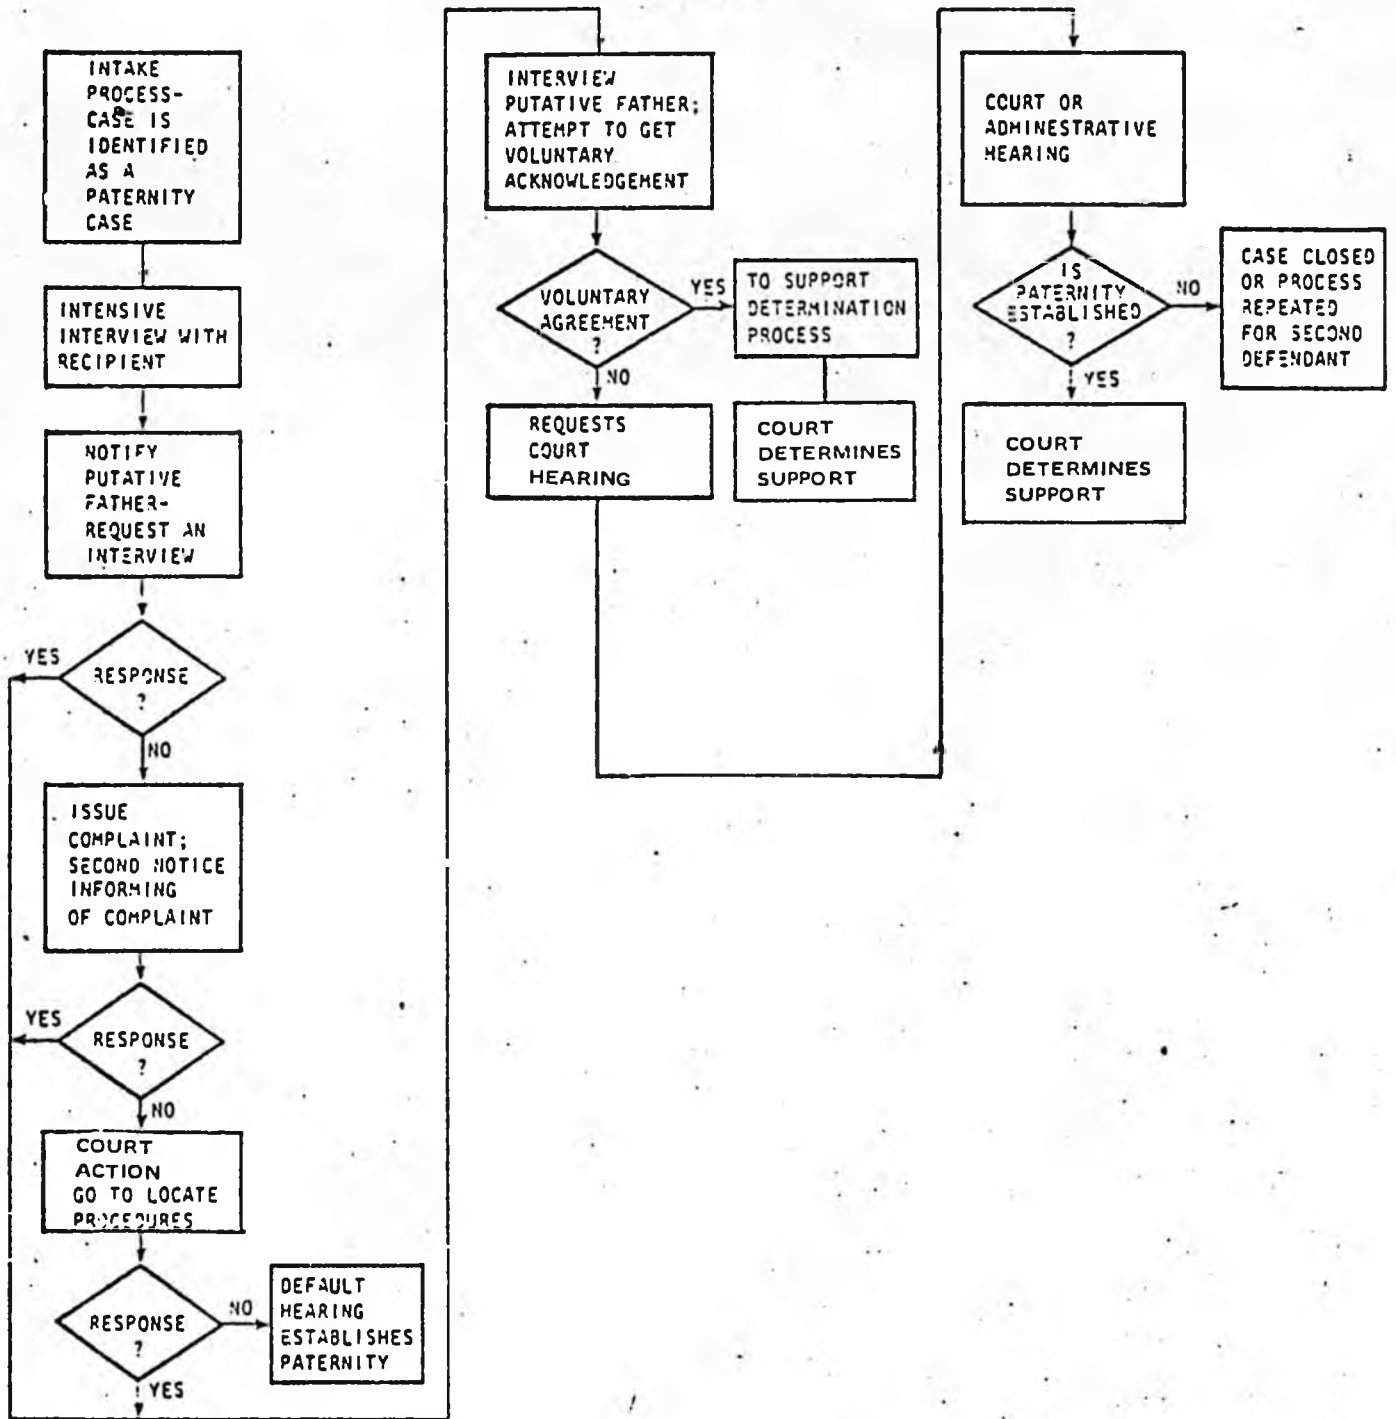 INTAKE
PROCESS-
CASE IS
IDENTIFIED
AS A
PATERNITY
CASE
INTENSIVE
INTERVIEW WITH
RECIPIENT
NOTIFY
PUTATIVE
FATHER-
REQUEST AN
INTERVIEW
YES
RESPONSE
?
NO
ISSUE
COMPLAINT;
SECOND NOTICE
INFORMING
OF COMPLAINT
YES
RESPONSE
?
NO
COURT
ACTION
GO TO LOCATE
PROCEDURES
RESPONSE
?
NO
YES
DEFAULT
HEARING
ESTABLISHES
PATERNITY
INTERVIEW
PUTATIVE FATHER;
ATTEMPT TO GET
VOLUNTARY
ACKNOWLEDGEMENT
VOLUNTARY
AGREEMENT
?
YES
NO
TO SUPPORT
DETERMINATION
PROCESS
COURT
DETERMINES
SUPPORT
REQUESTS
COURT
HEARING
COURT OR
ADMINESTRATIVE
HEARING
IS
PATERNITY
ESTABLISHED
?
NO
YES
CASE CLOSED
OR PROCESS
REPEATED
FOR SECOND
DEFENDANT
COURT
DETERMINES
SUPPORT